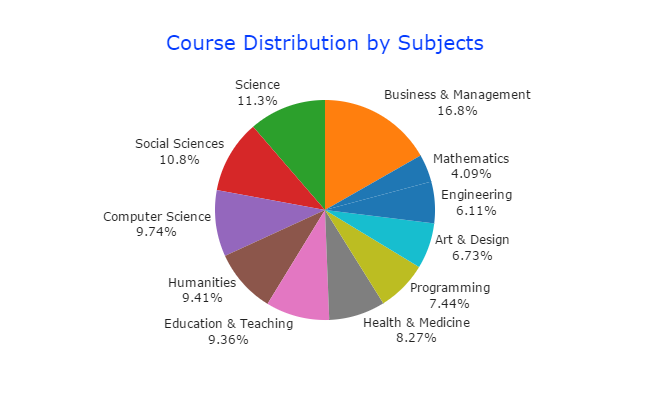 Course Distribution by Subjects
Science
11.3%
Business & Management
16.8%
Social Sciences
10.8%
Mathematics
4.09%
Engineering
6.11%
Computer Science
9.74%
Art & Design
6.73%
Humanities
9.41%
Programming
7.44%
Education & Teaching
9.36%
Health & Medicine
8.27%